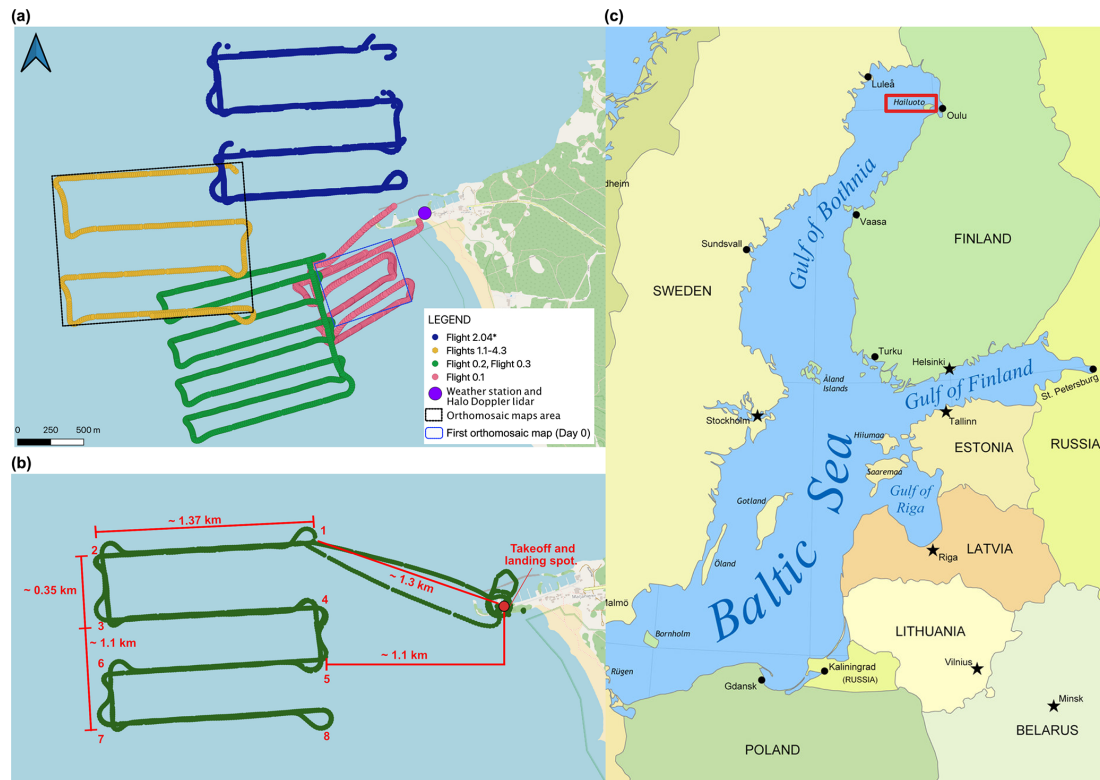 (a)
LEGEND
Flight 2.04*
Flights 1.1-4.3
Flight 0.2, Flight 0.3
Flight 0.1
Weather station and
Halo Doppler lidar
Orthomosaic maps area
First orthomosaic map (Day 0)
0 250 500 m
(b)
~ 1.37 km
1
2
Takeoff and
landing spot
~ 1.3 km
~ 0.35 km
4
3
~ 1.1 km
~ 1.1 km
6
5
7
8
(c)
Luleå
Hailuoto
Oulu
dheim
Gulf of Bothnia
Vaasa
Sundsvall
FINLAND
SWEDEN
Turku
Helsinki
Åland
Islands
Gulf of Finland
St. Petersburg
Stockholm
Tallinn
Hiiumaa
ESTONIA
RUSSIA
Saaremaa
Gulf of
Riga
Gotland
Baltic Sea
LATVIA
Riga
Öland
Malmö
LITHUANIA
Bornholm
Vilnius
Rügen
Kaliningrad
(RUSSIA)
Gdansk
Minsk
BELARUS
POLAND